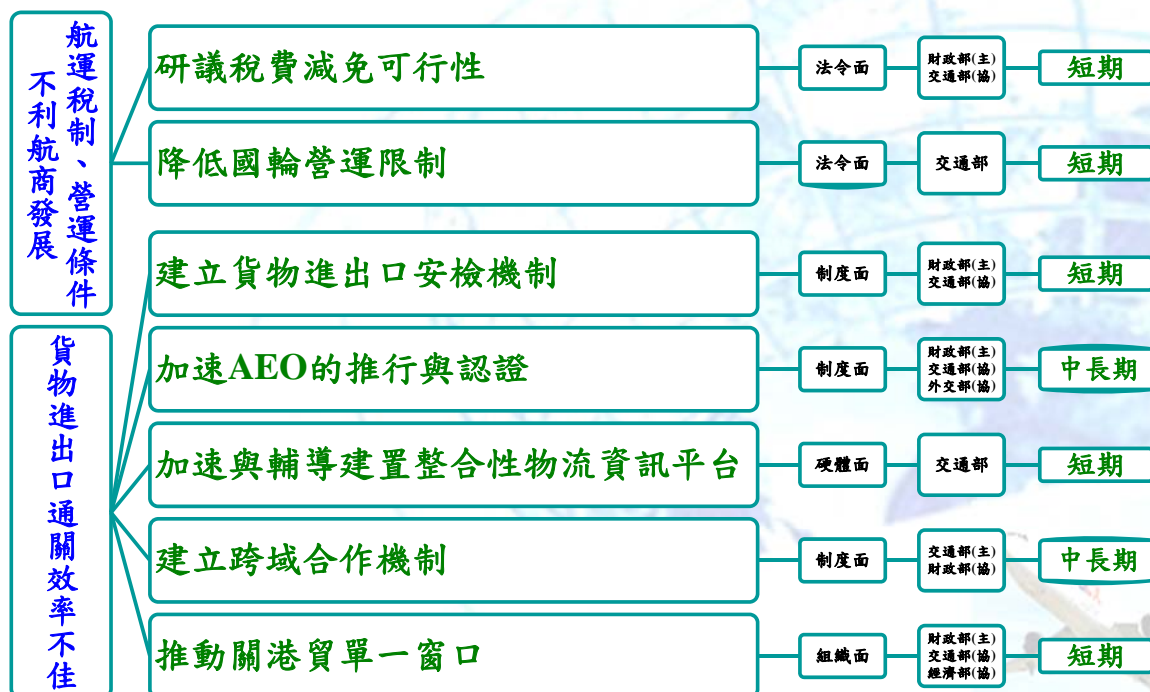 航運稅制、營運條件
不利航商發展
研議稅費減免可行性
法令面
財政部(主)
交通部(協)
短期
降低國輪營運限制
法令面
交通部
短期
貨物進出口通關效率不佳
建立貨物進出口安檢機制
制度面
財政部(主)
交通部(協)
短期
加速AEO的推行與認證
制度面
財政部(主)
交通部(協)
外交部(協)
中長期
加速與輔導建置整合性物流資訊平台
硬體面
交通部
短期
建立跨域合作機制
制度面
交通部(主)
財政部(協)
中長期
推動關港貿單一窗口
組織面
財政部(主)
交通部(協)
經濟部(協)
短期